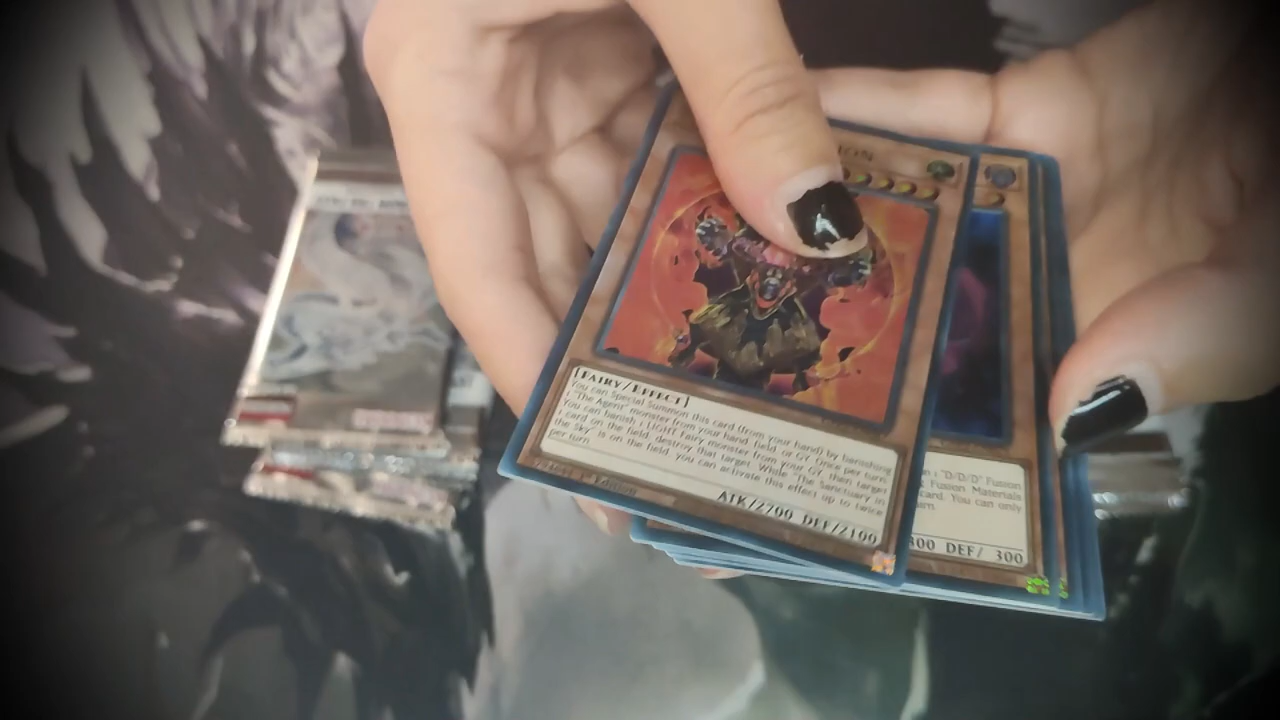 [FAIRY/EFFECT]
You can Special Summon this card (from your hand) by banishing
1 "The Agent" monster from your hand, field, or GY. Once per turn:
You can banish 1 LIGHT Fairy monster from your GY, then target
1 card on the field; destroy that target. While "The Sanctuary in
the Sky" is on the field, you can activate this effect up to twice
per turn.
1st Edition
ATK/2700 DEF/2100
1 "D/D/D" Fusion
Fusion Materials
card. You can only
DEF/ 300